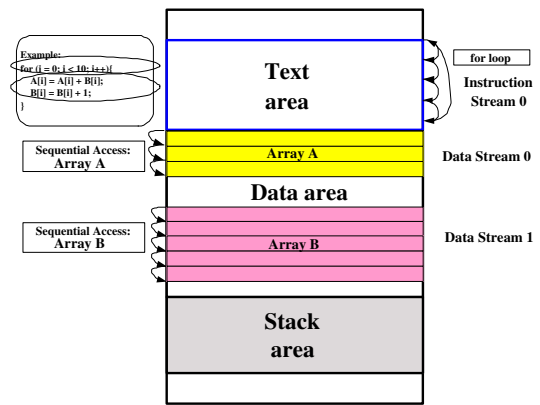 Example:
for (i = 0; i < 10; i++){
A[i] = A[i] + B[i];
B[i] = B[i] + 1;
}
Text
area
for loop
Instruction
Stream 0
Sequential Access:
Array A
Array A
Data Stream 0
Data area
Sequential Access:
Array B
Array B
Data Stream 1
Stack
area